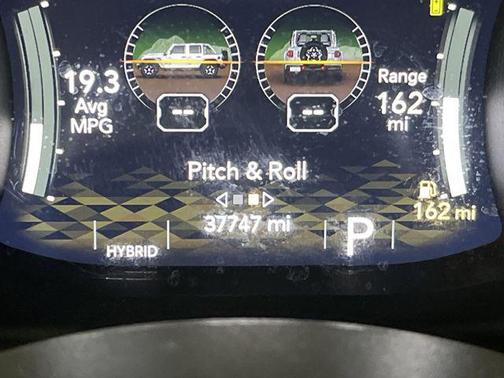 19.3
Avg
MPG
Range
162
mi
--
--
Pitch & Roll
37747 mi
162 mi
HYBRID
P